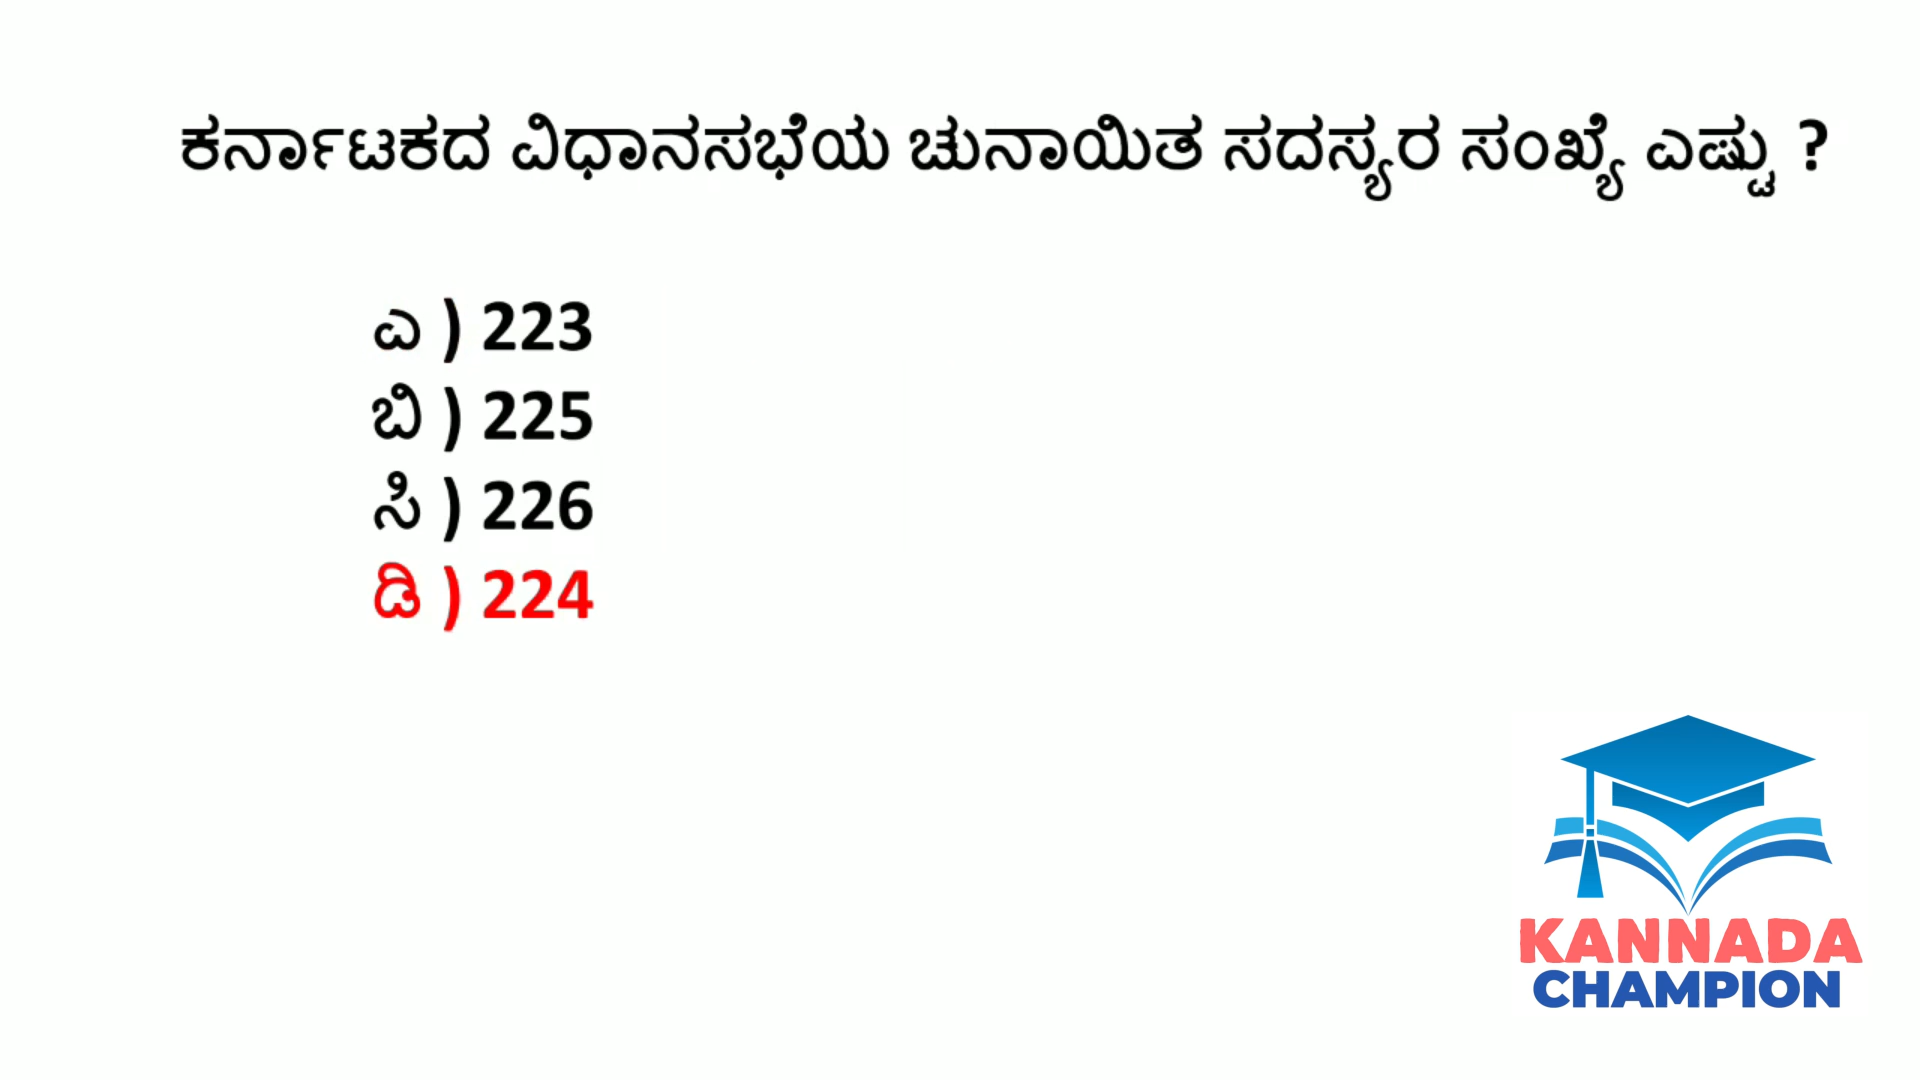 ಕರ್ನಾಟಕದ ವಿಧಾನಸಭೆಯ ಚುನಾಯಿತ ಸದಸ್ಯರ ಸಂಖ್ಯೆ ಎಷ್ಟು ?
ಎ ) 223
ಬಿ ) 225
ಸಿ ) 226
ಡಿ ) 224
KANNADA
CHAMPION